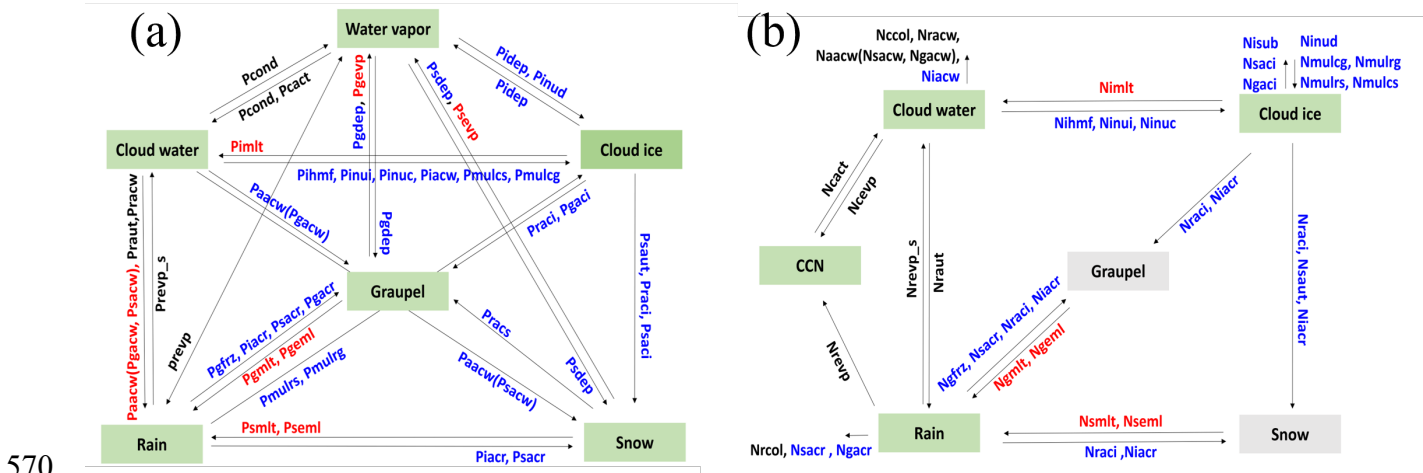 (a)
Water vapor
Pcond
Pcond, Pcact
Pgdep, Pgevp
Psdep, Psevp
Pidep, Pinud
Pidep
Cloud water
Pimlt
Cloud ice
Pihmf, Pinui, Pinuc, Piacw, Pmulcs, Pmulcg
Paacw(Pgacw)
Pgdep
Praci, Pgaci
Paacw(Pgacw, Psacw), Praut,Pracw
Prevp_s
prevp
Graupel
Psaut, Praci, Psaci
Pgfrz, Piacr, Psacr, Pgacr
Pgmlt, Pgeml
Pmulrs, Pmulrg
Pracs
Paacw(Psacw)
Psdep
Rain
Psmlt, Pseml
Piacr, Psacr
Snow
(b)
Nccol, Nracw,
Naacw(Nsacw, Ngacw),
Niacw
Nisub
Nsaci
Ngaci
Ninud
Nmulcg, Nmulrg
Nmulrs, Nmulcs
Cloud water
Nimlt
Nihmf, Ninui, Ninuc
Cloud ice
Ncact
Ncevp
Nraci, Niacr
CCN
Nrevp_s
Nraut
Graupel
Nraci, Nsaut, Niacr
Ngfrz, Nsacr, Nraci, Niacr
Ngmlt, Ngeml
Nrevp
Rain
Nsmlt, Nseml
Nraci ,Niacr
Snow
Nrcol, Nsacr , Ngacr
570